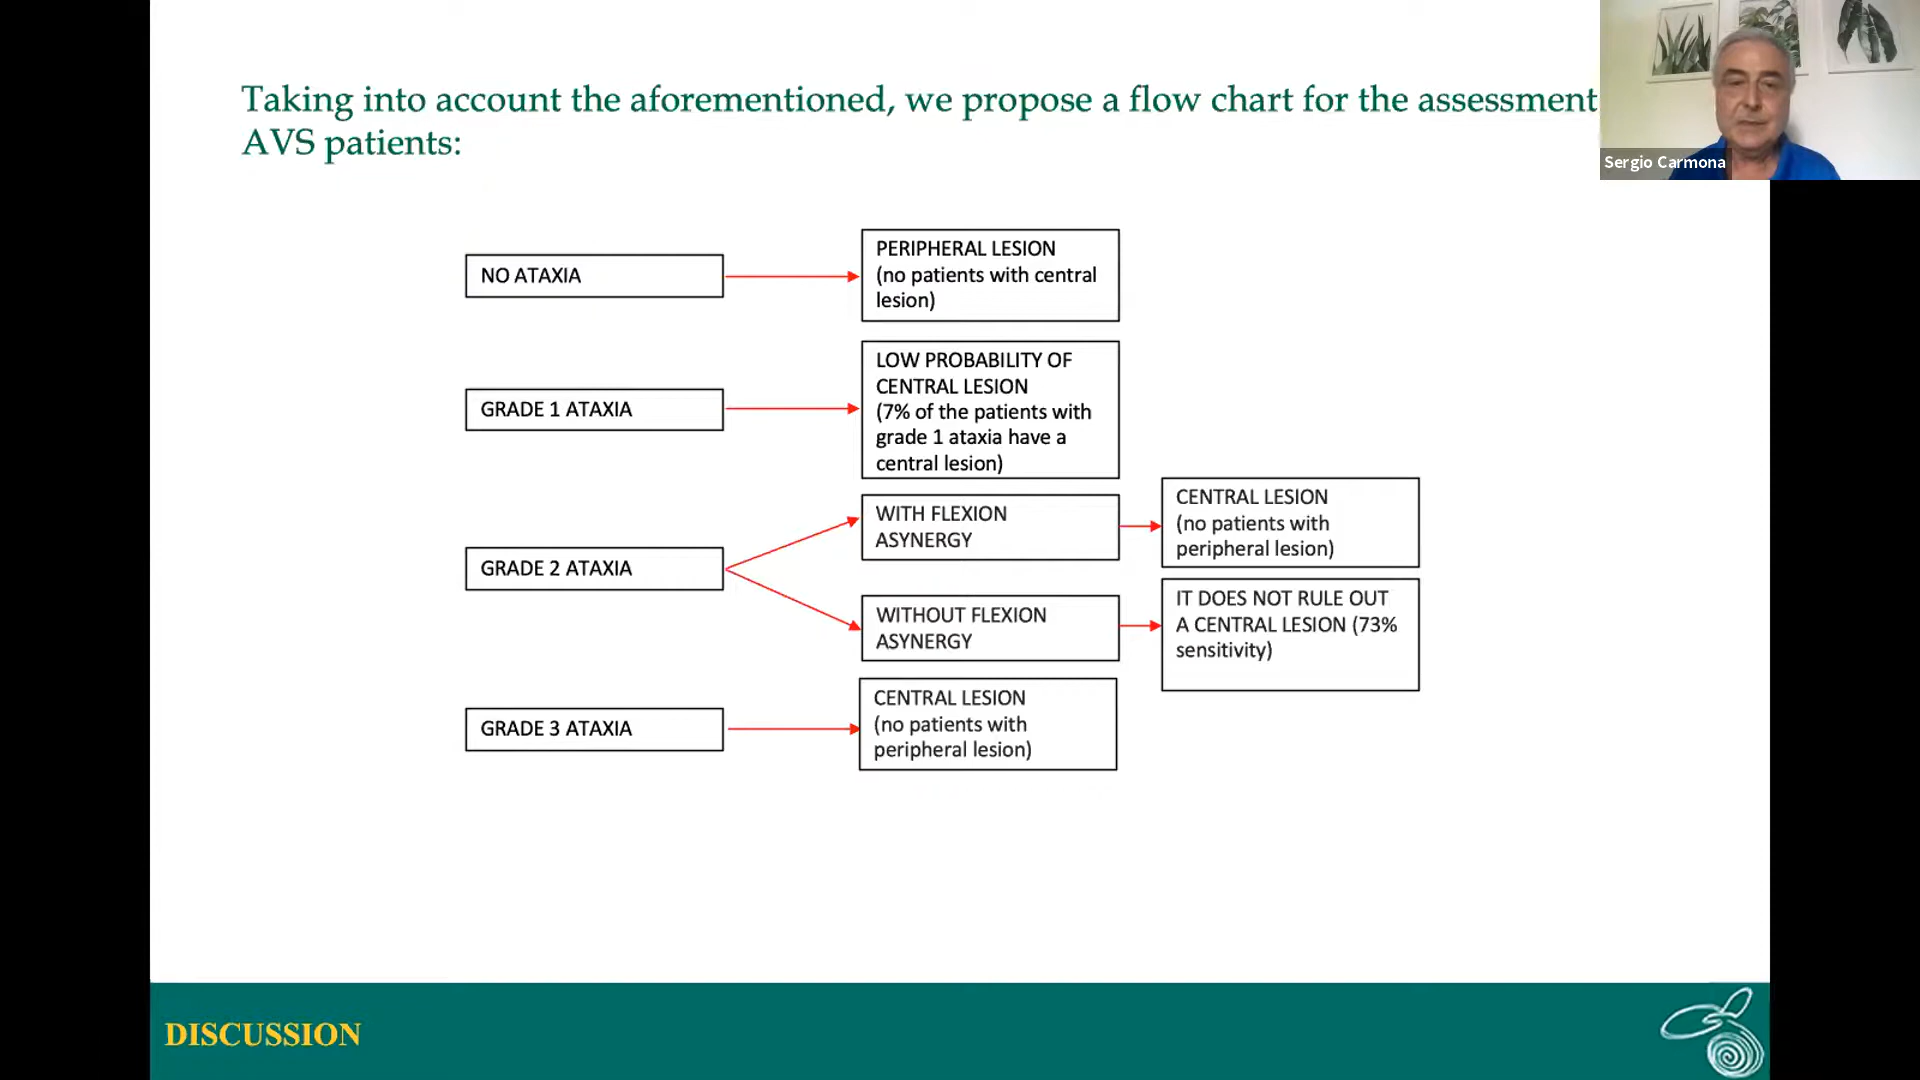 Taking into account the aforementioned, we propose a flow chart for the assessment
AVS patients:
Sergio Carmona
NO ATAXIA
PERIPHERAL LESION
(no patients with central
lesion)
GRADE 1 ATAXIA
LOW PROBABILITY OF
CENTRAL LESION
(7% of the patients with
grade 1 ataxia have a
central lesion)
GRADE 2 ATAXIA
WITH FLEXION
ASYNERGY
CENTRAL LESION
(no patients with
peripheral lesion)
WITHOUT FLEXION
ASYNERGY
IT DOES NOT RULE OUT
A CENTRAL LESION (73%
sensitivity)
GRADE 3 ATAXIA
CENTRAL LESION
(no patients with
peripheral lesion)
DISCUSSION